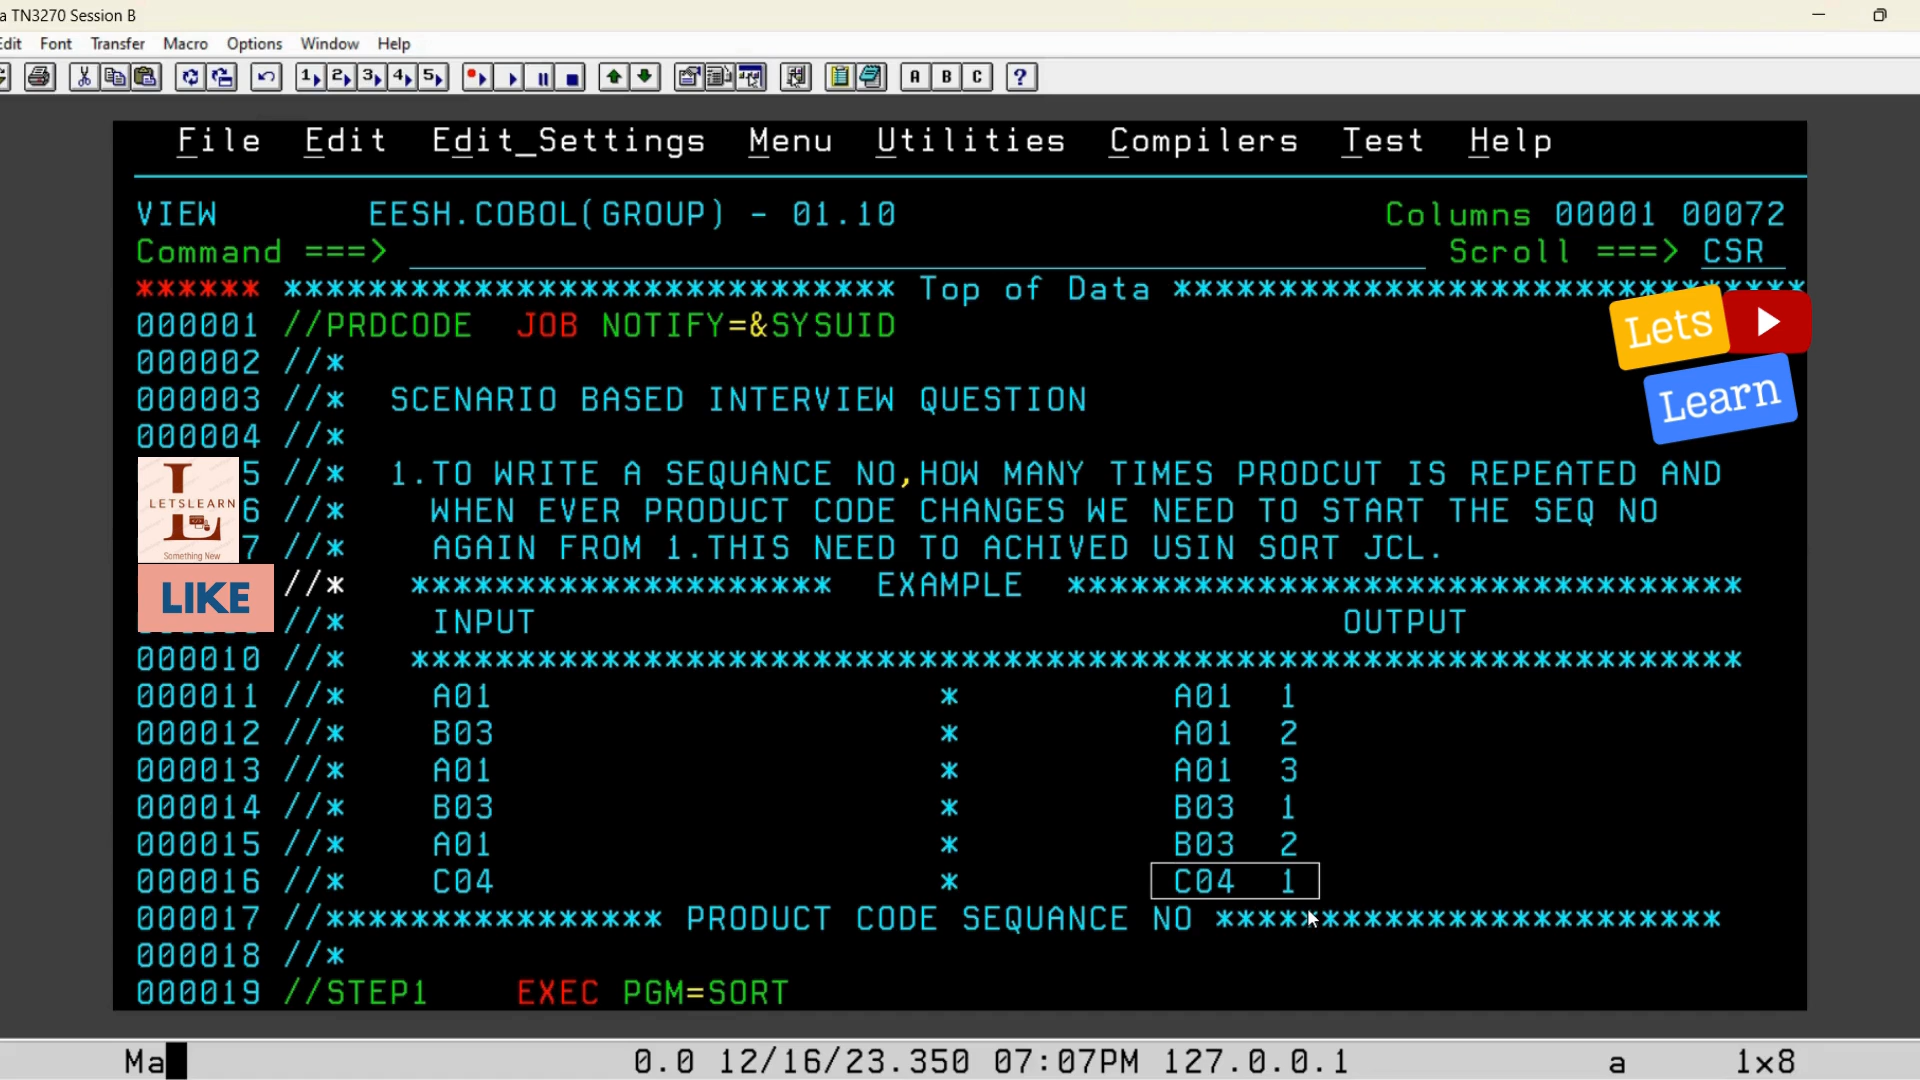 a TN3270 Session B
Edit Font Transfer Macro Options Window Help
1 2 3 4 5 A B C ?
File Edit Edit_Settings Menu Utilities Compilers Test Help
VIEW EESH.COBOL(GROUP) - 01.10 Columns 00001 00072
Command ===> Scroll ===> CSR
****** ***************************** Top of Data ******************************
000001 //PRDCODE JOB NOTIFY=&SYSUID
000002 //*
000003 //* SCENARIO BASED INTERVIEW QUESTION
000004 //*
5 //* 1.TO WRITE A SEQUANCE NO,HOW MANY TIMES PRODCUT IS REPEATED AND
6 //* WHEN EVER PRODUCT CODE CHANGES WE NEED TO START THE SEQ NO
7 //* AGAIN FROM 1.THIS NEED TO ACHIVED USIN SORT JCL.
//* ******************** EXAMPLE ********************************
//* INPUT OUTPUT
000010 //* ***************************************************************
000011 //* A01 * A01 1
000012 //* B03 * A01 2
000013 //* A01 * A01 3
000014 //* B03 * B03 1
000015 //* A01 * B03 2
000016 //* C04 * C04 1
000017 //**************** PRODUCT CODE SEQUANCE NO ************************
000018 //*
000019 //STEP1 EXEC PGM=SORT
Lets
Learn
L
LETSLEARN
L
Something New
LIKE
Ma 0.0 12/16/23.350 07:07PM 127.0.0.1 a 1x8